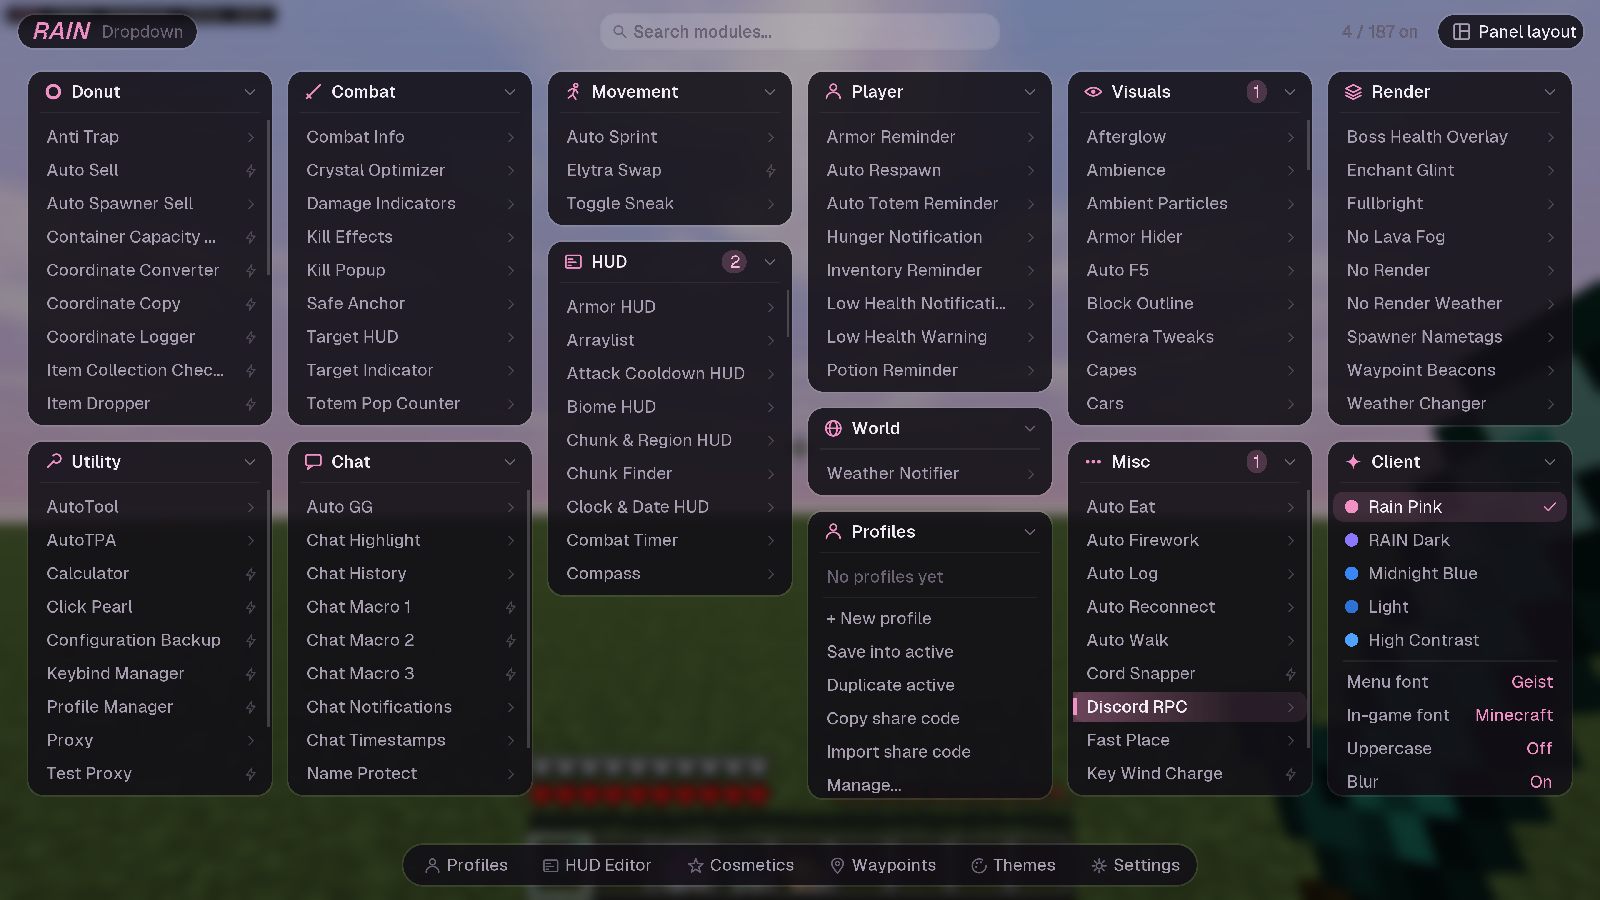 RAIN Dropdown
Search modules...
4 / 187 on
Panel layout
Donut
Anti Trap
Auto Sell
Auto Spawner Sell
Container Capacity ...
Coordinate Converter
Coordinate Copy
Coordinate Logger
Item Collection Chec...
Item Dropper
Combat
Combat Info
Crystal Optimizer
Damage Indicators
Kill Effects
Kill Popup
Safe Anchor
Target HUD
Target Indicator
Totem Pop Counter
Movement
Auto Sprint
Elytra Swap
Toggle Sneak
HUD 2
Armor HUD
Arraylist
Attack Cooldown HUD
Biome HUD
Chunk & Region HUD
Chunk Finder
Clock & Date HUD
Combat Timer
Compass
Player
Armor Reminder
Auto Respawn
Auto Totem Reminder
Hunger Notification
Inventory Reminder
Low Health Notificati...
Low Health Warning
Potion Reminder
World
Weather Notifier
Profiles
No profiles yet
+ New profile
Save into active
Duplicate active
Copy share code
Import share code
Manage...
Visuals 1
Afterglow
Ambience
Ambient Particles
Armor Hider
Auto F5
Block Outline
Camera Tweaks
Capes
Cars
Render
Boss Health Overlay
Enchant Glint
Fullbright
No Lava Fog
No Render
No Render Weather
Spawner Nametags
Waypoint Beacons
Weather Changer
Utility
AutoTool
AutoTPA
Calculator
Click Pearl
Configuration Backup
Keybind Manager
Profile Manager
Proxy
Test Proxy
Chat
Auto GG
Chat Highlight
Chat History
Chat Macro 1
Chat Macro 2
Chat Macro 3
Chat Notifications
Chat Timestamps
Name Protect
Misc 1
Auto Eat
Auto Firework
Auto Log
Auto Reconnect
Auto Walk
Cord Snapper
Discord RPC
Fast Place
Key Wind Charge
Client
Rain Pink
RAIN Dark
Midnight Blue
Light
High Contrast
Menu font Geist
In-game font Minecraft
Uppercase Off
Blur On
Profiles
HUD Editor
Cosmetics
Waypoints
Themes
Settings